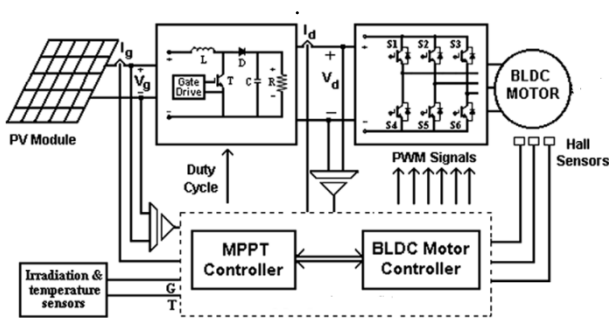 Ig
Vg
PV Module
L
D
T
C
R
Gate
Drive
Id
Vd
S1 S2 S3
S4 S5 S6
BLDC
MOTOR
Hall
Sensors
Duty
Cycle
PWM Signals
MPPT
Controller
BLDC Motor
Controller
Irradiation &
temperature
sensors
G
T